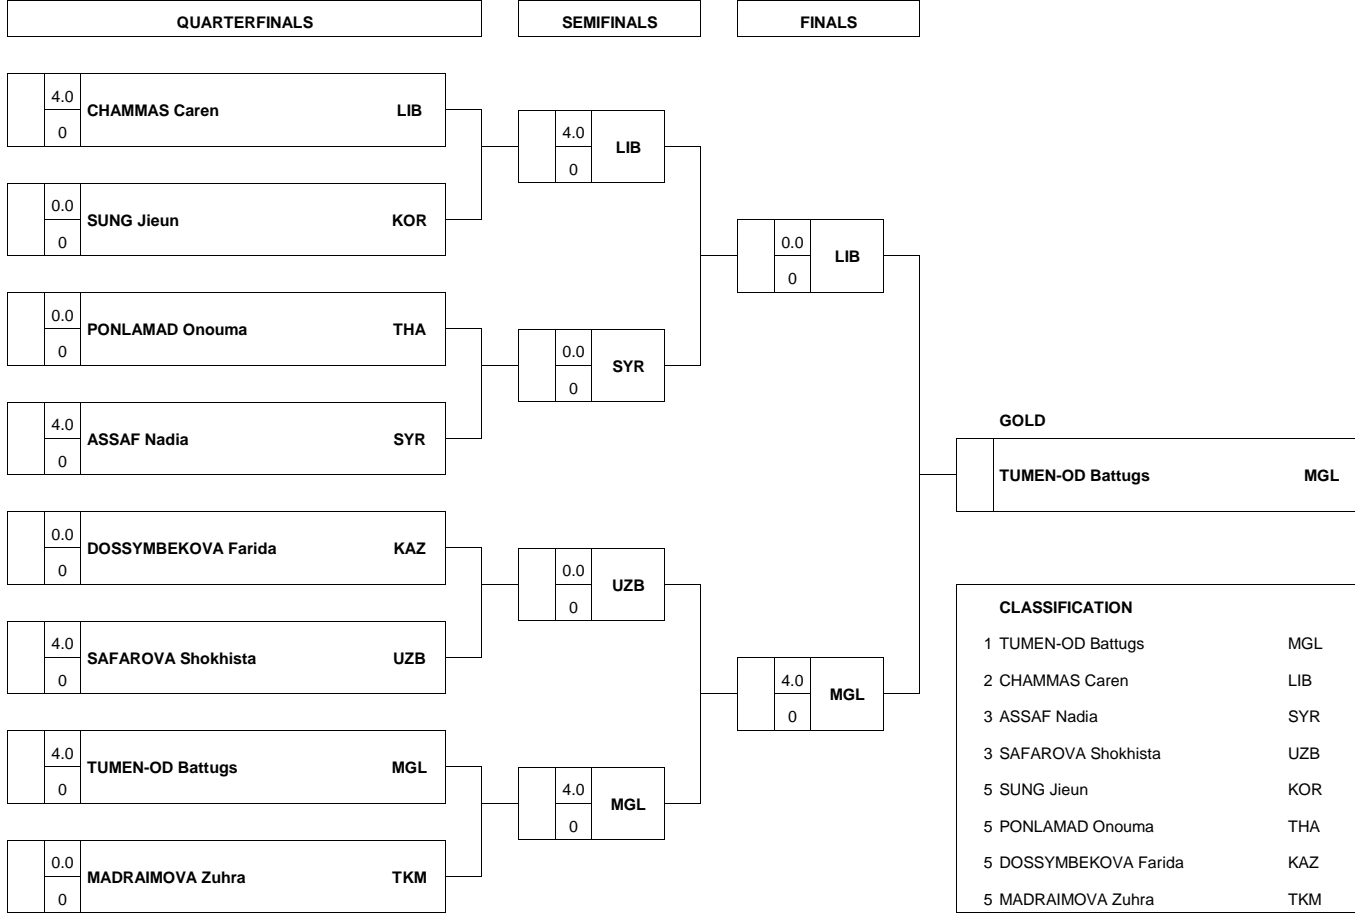 QUARTERFINALS SEMIFINALS FINALS
4.0
CHAMMAS Caren LIB
0
0.0
SUNG Jieun KOR
0
0.0
PONLAMAD Onouma THA
0
4.0
ASSAF Nadia SYR
0
0.0
DOSSYMBEKOVA Farida KAZ
0
4.0
SAFAROVA Shokhista UZB
0
4.0
TUMEN-OD Battugs MGL
0
0.0
MADRAIMOVA Zuhra TKM
0
4.0
LIB
0
0.0
SYR
0
0.0
UZB
0
4.0
MGL
0
0.0
LIB
0
4.0
MGL
0
GOLD
TUMEN-OD Battugs MGL
CLASSIFICATION
1 TUMEN-OD Battugs MGL
2 CHAMMAS Caren LIB
3 ASSAF Nadia SYR
3 SAFAROVA Shokhista UZB
5 SUNG Jieun KOR
5 PONLAMAD Onouma THA
5 DOSSYMBEKOVA Farida KAZ
5 MADRAIMOVA Zuhra TKM